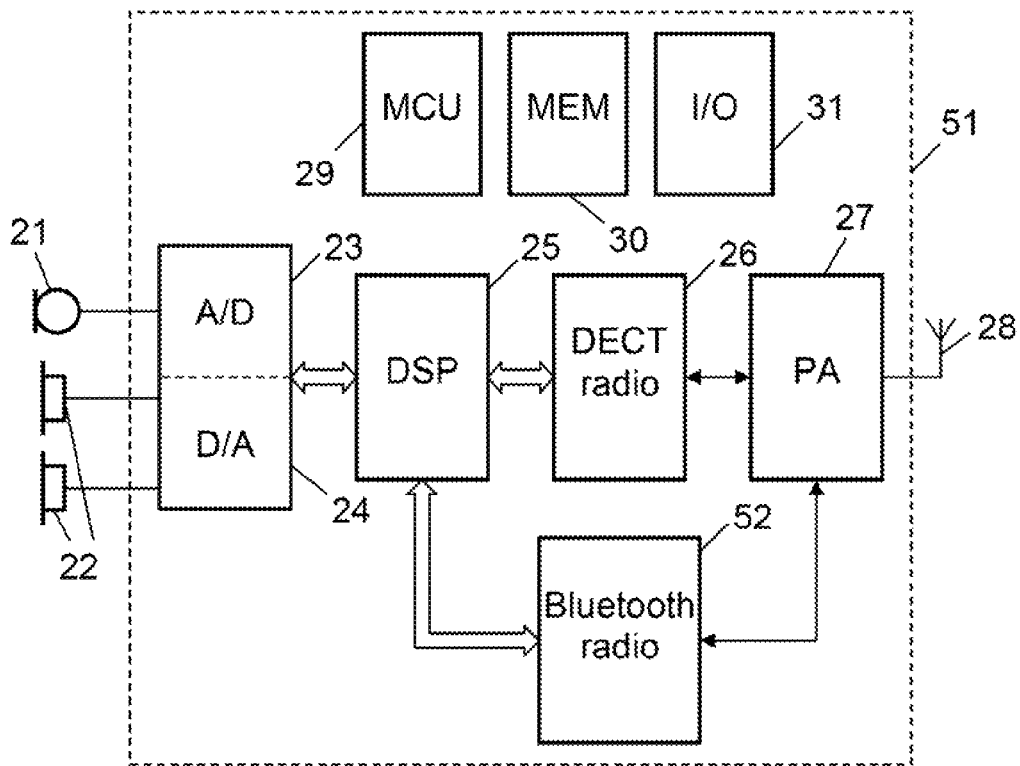 MCU
MEM
I/O
29
30
31
51
21
23
25
26
27
28
A/D
D/A
DSP
DECT
radio
PA
22
24
52
Bluetooth
radio